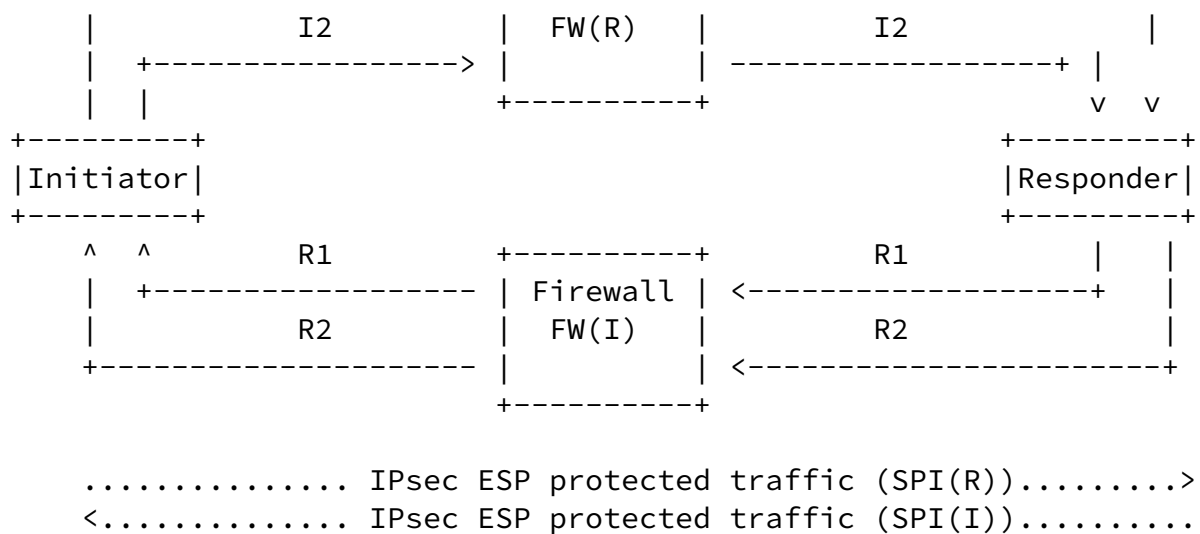 I2 FW(R) I2
Initiator Responder
R1 R1
Firewall
R2 FW(I) R2
............... IPsec ESP protected traffic (SPI(R)).........>
<............... IPsec ESP protected traffic (SPI(I))..........